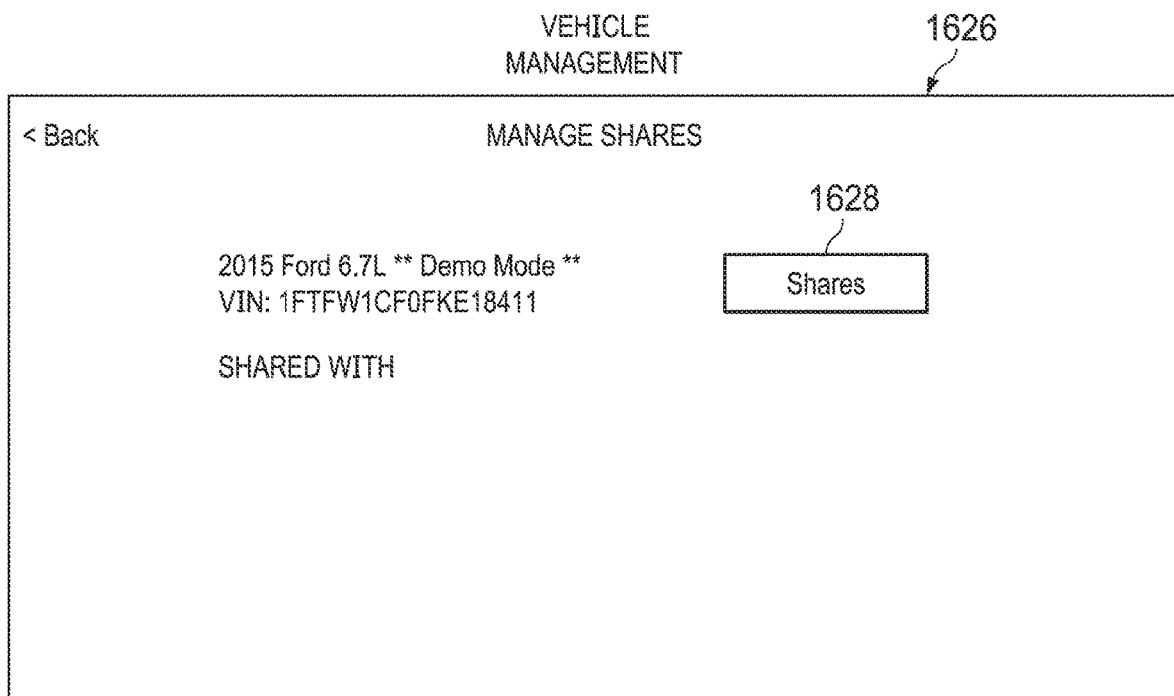 VEHICLE
MANAGEMENT
1626
< Back
MANAGE SHARES
1628
2015 Ford 6.7L ** Demo Mode **
Shares
VIN: 1FTFW1CF0FKE18411
SHARED WITH